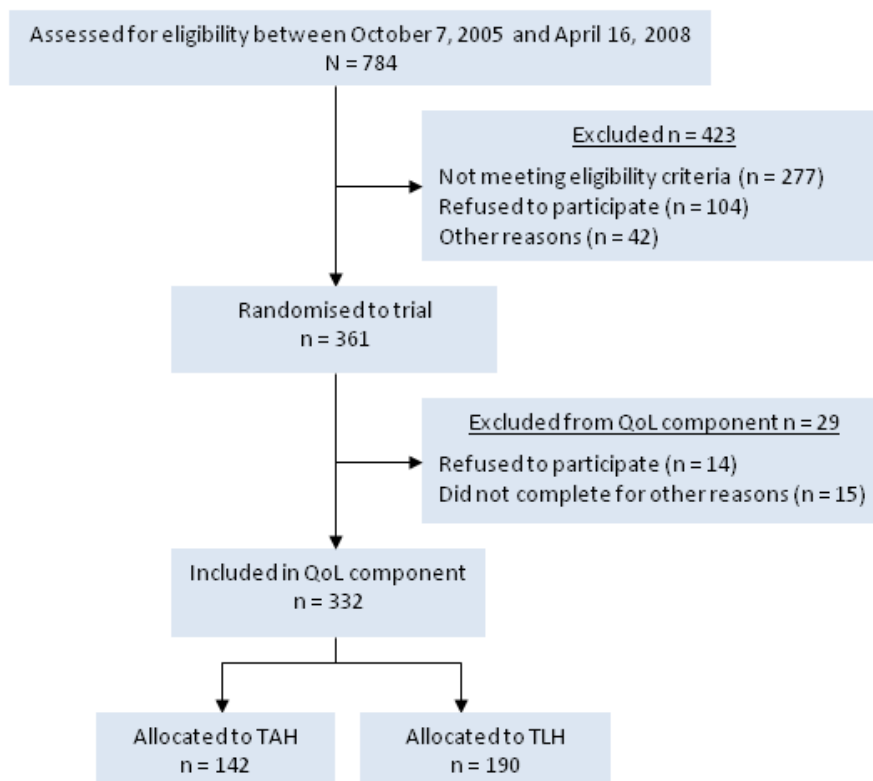 Assessed for eligibility between October 7, 2005 and April 16, 2008
N = 784
Excluded n = 423
Not meeting eligibility criteria (n = 277)
Refused to participate (n = 104)
Other reasons (n = 42)
Randomised to trial
n = 361
Excluded from QoL component n = 29
Refused to participate (n = 14)
Did not complete for other reasons (n = 15)
Included in QoL component
n = 332
Allocated to TAH
n = 142
Allocated to TLH
n = 190